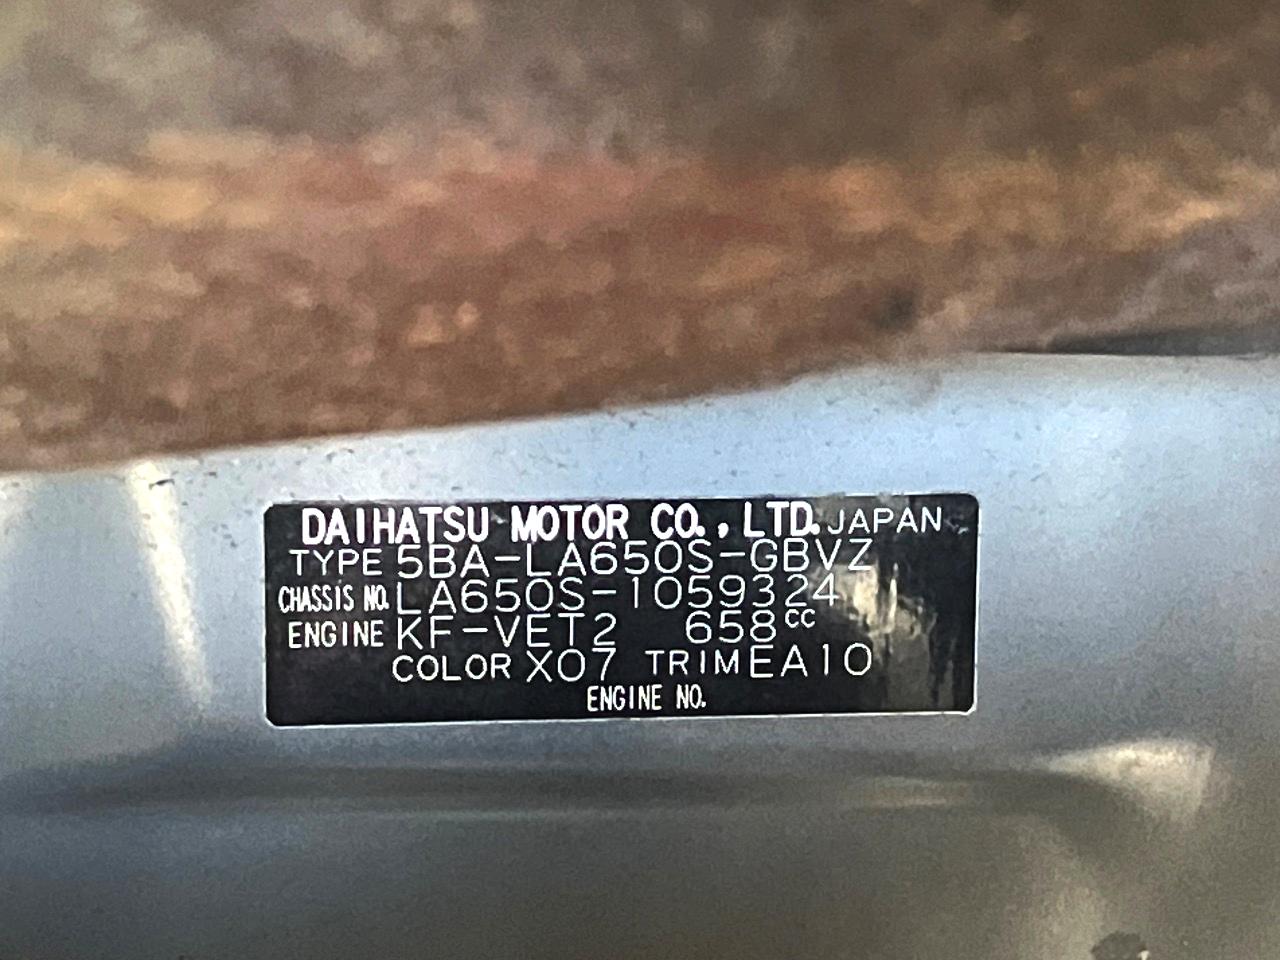 DAIHATSU MOTOR CO., LTD. JAPAN
TYPE 5BA-LA650S-GBVZ
CHASSIS NO. LA650S-1059324
ENGINE KF-VET2 658cc
COLOR X07 TRIM EA10
ENGINE NO.